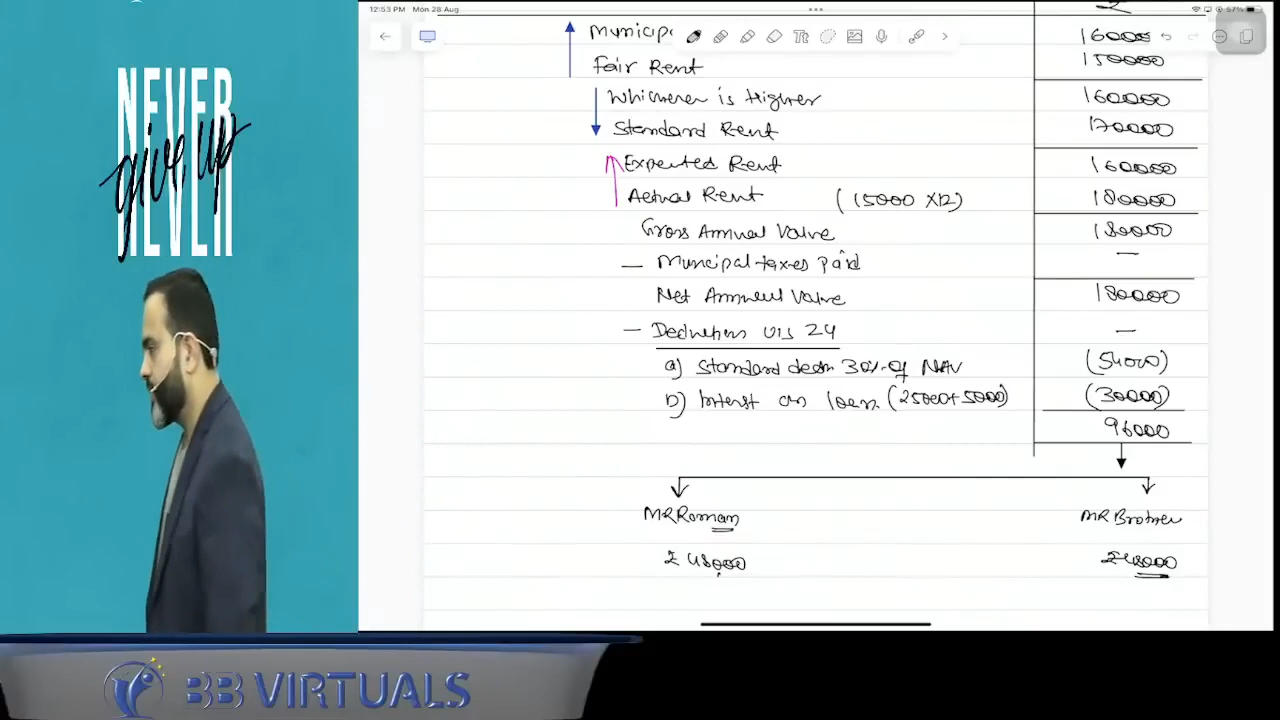 12:53 PM Mon 28 Aug
57%
NEVER
give up
NEVER
Municipa 160000
Fair Rent 150000
Whichever is Higher 160000
Standard Rent 170000
Expected Rent 160000
Actual Rent (15000 X12) 180000
Gross Annual Value 180000
— Municipal taxes paid —
Net Annual Value 180000
— Deductions U/s 24 —
a) Standard dedn 30% of NAV (54000)
b) Interest on loan (25000+5000) (30000)
96000
MR Roman MR Brother
₹ 48000 ₹ 48000
BB VIRTUALS